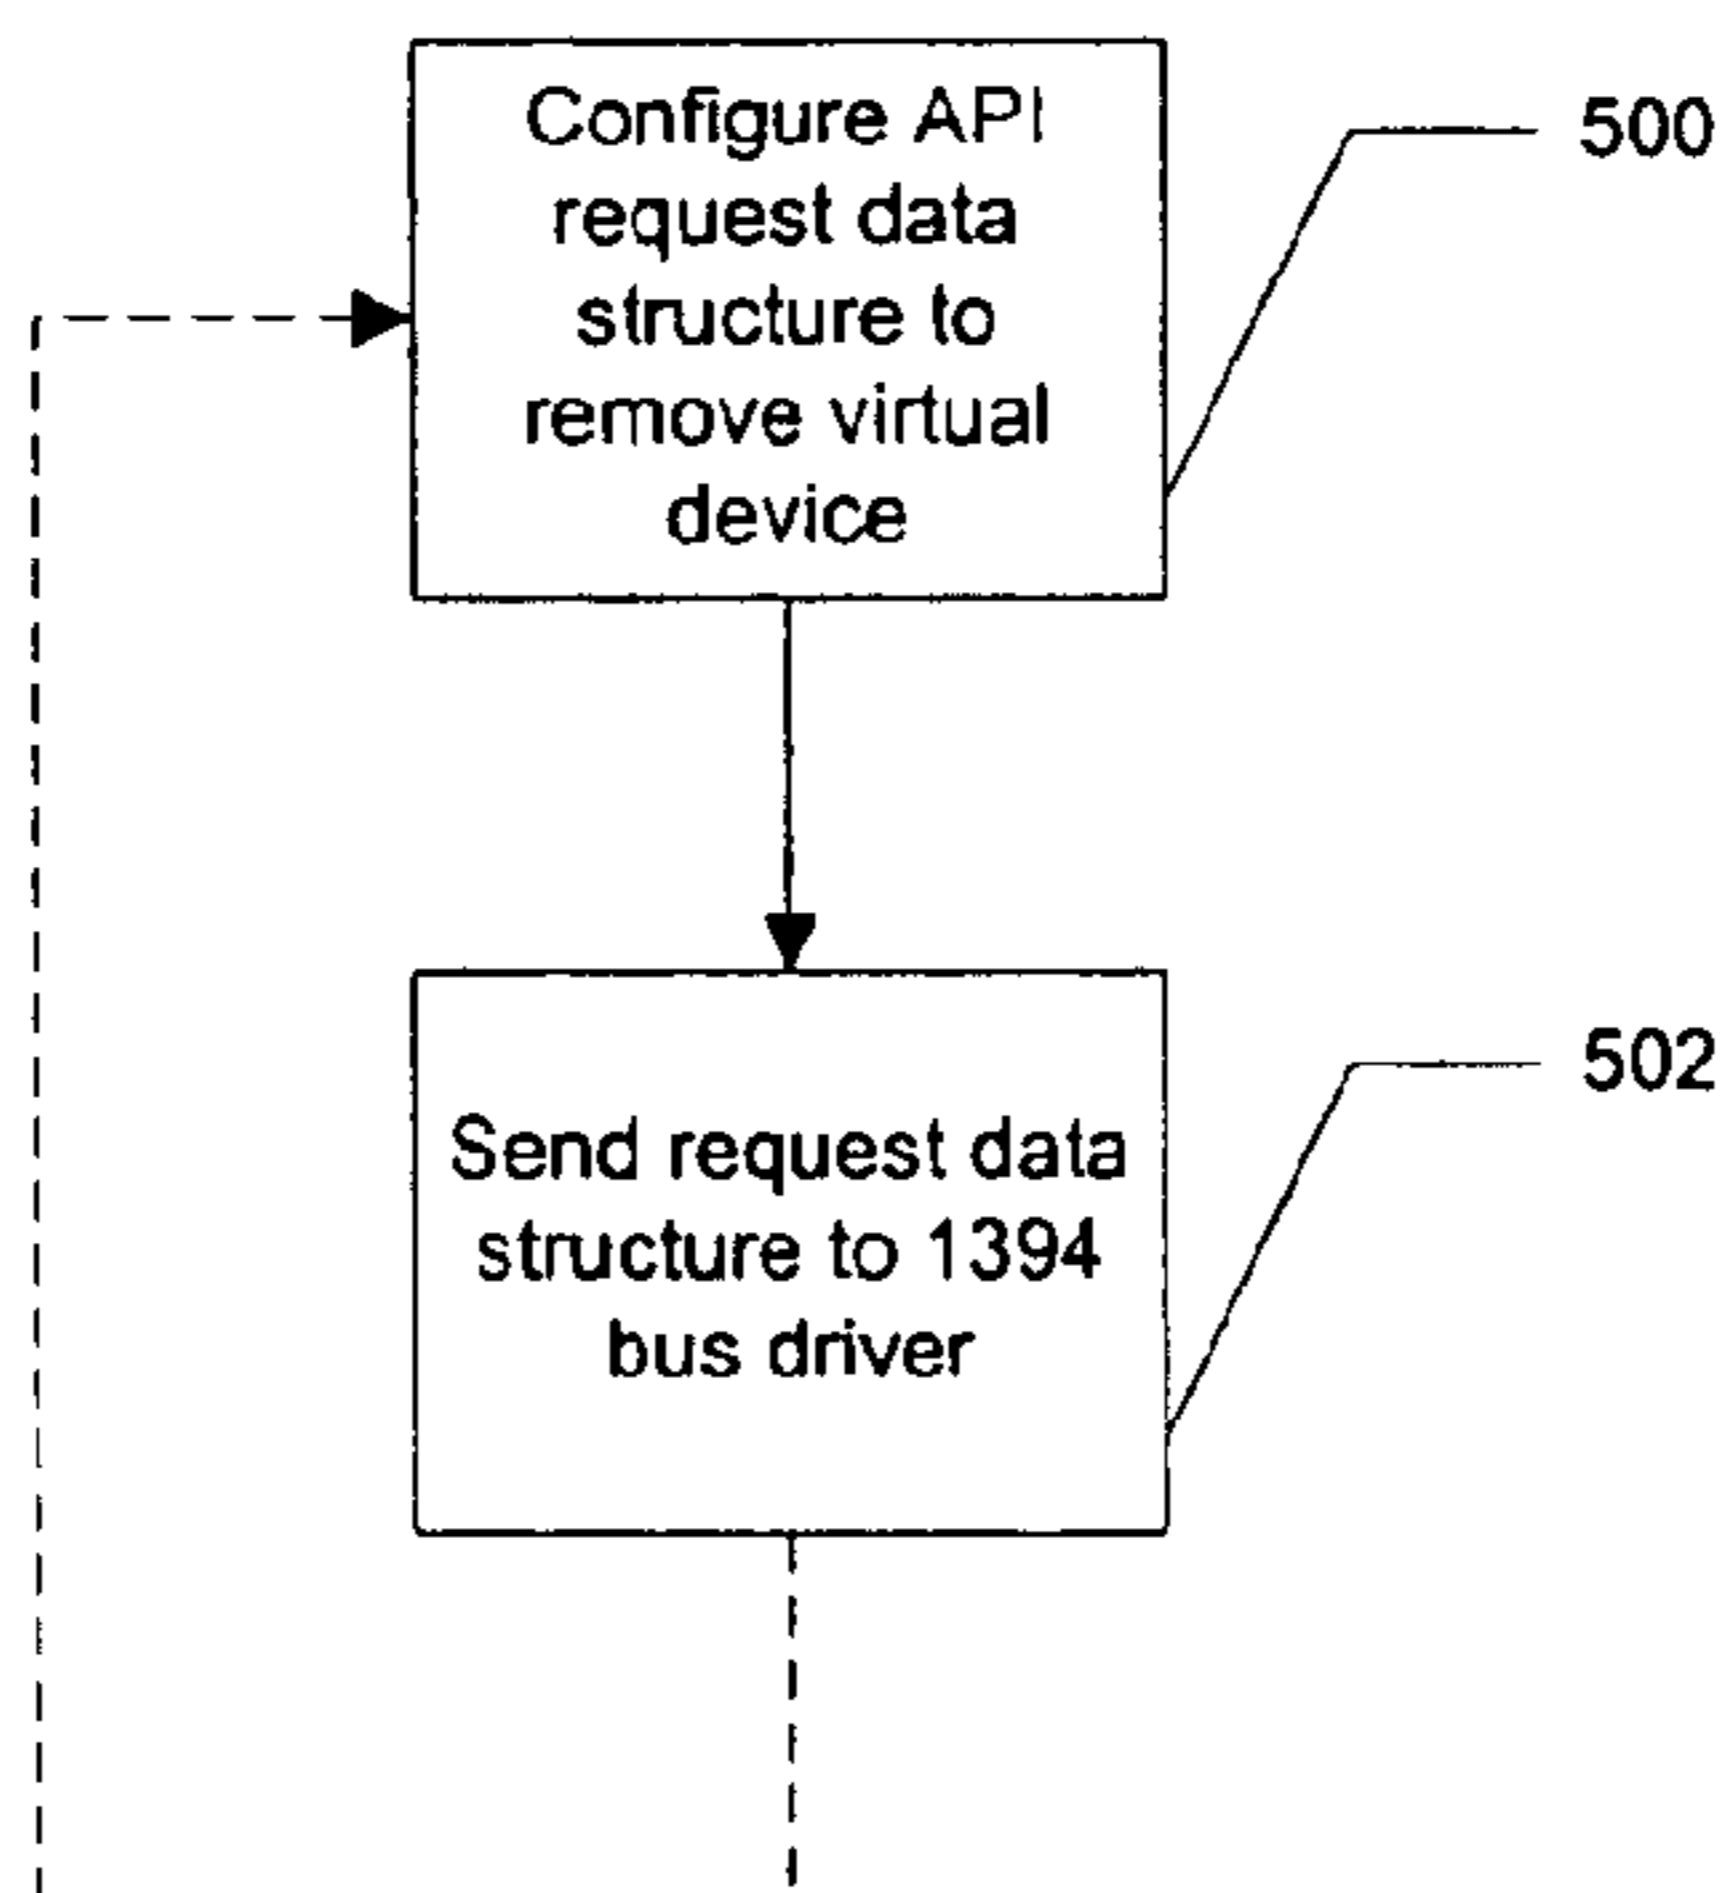 Configure API
request data
structure to
remove virtual
device
500
Send request data
structure to 1394
bus driver
502